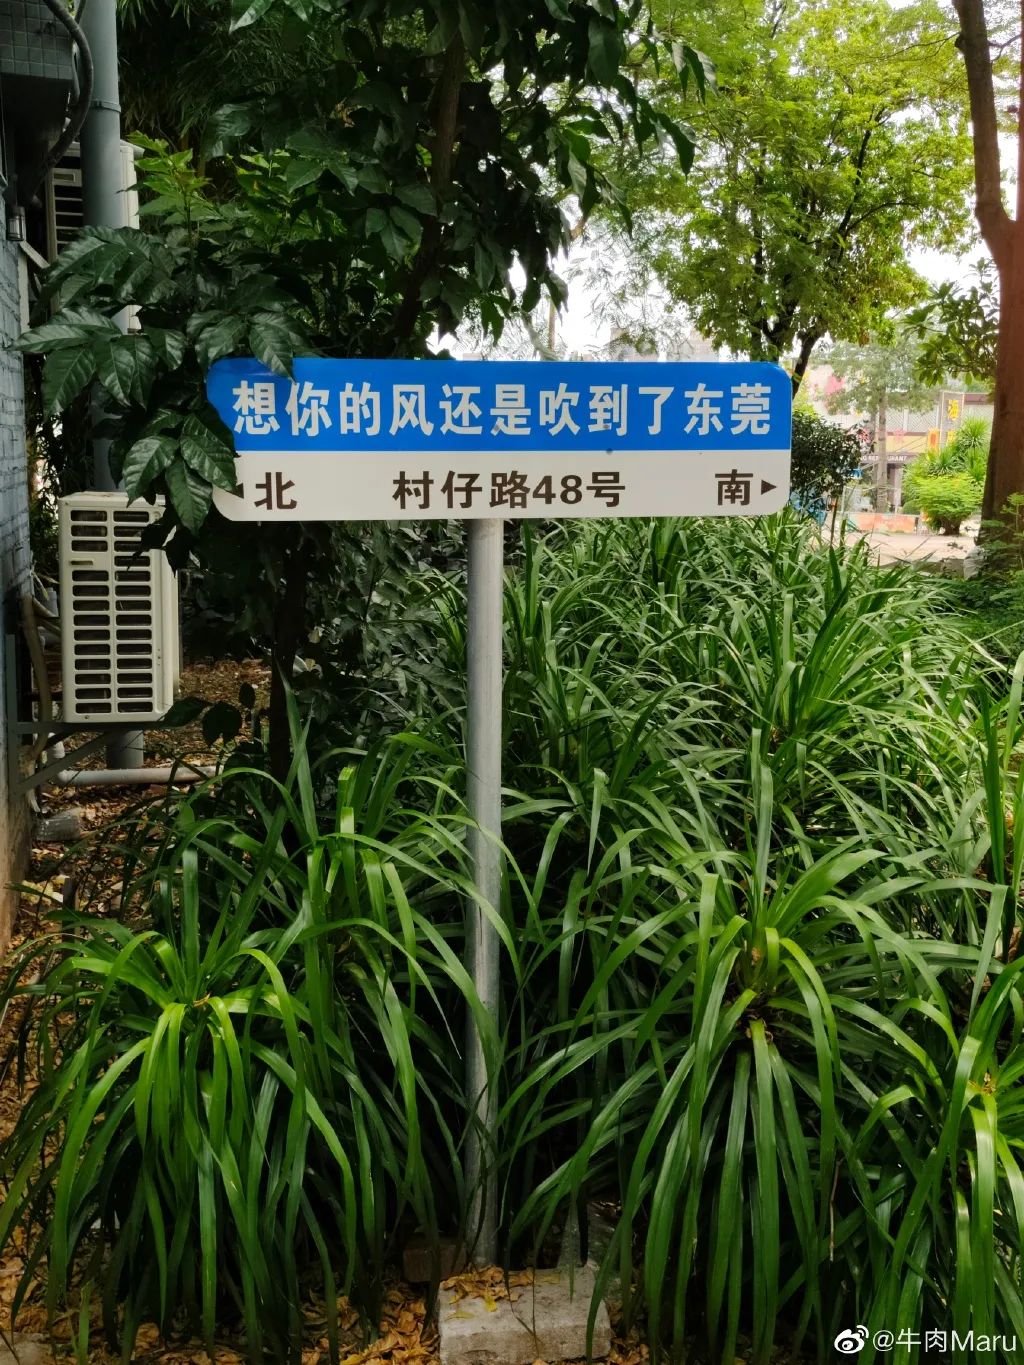 想你的风还是吹到了东莞
北 村仔路48号 南
@牛肉Maru